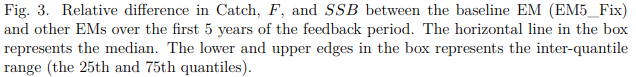 Fig. 3. Relative difference in Catch, F, and SSB between the baseline EM (EM5_Fix)
and other EMs over the first 5 years of the feedback period. The horizontal line in the box
represents the median. The lower and upper edges in the box represents the inter-quantile
range (the 25th and 75th quantiles).